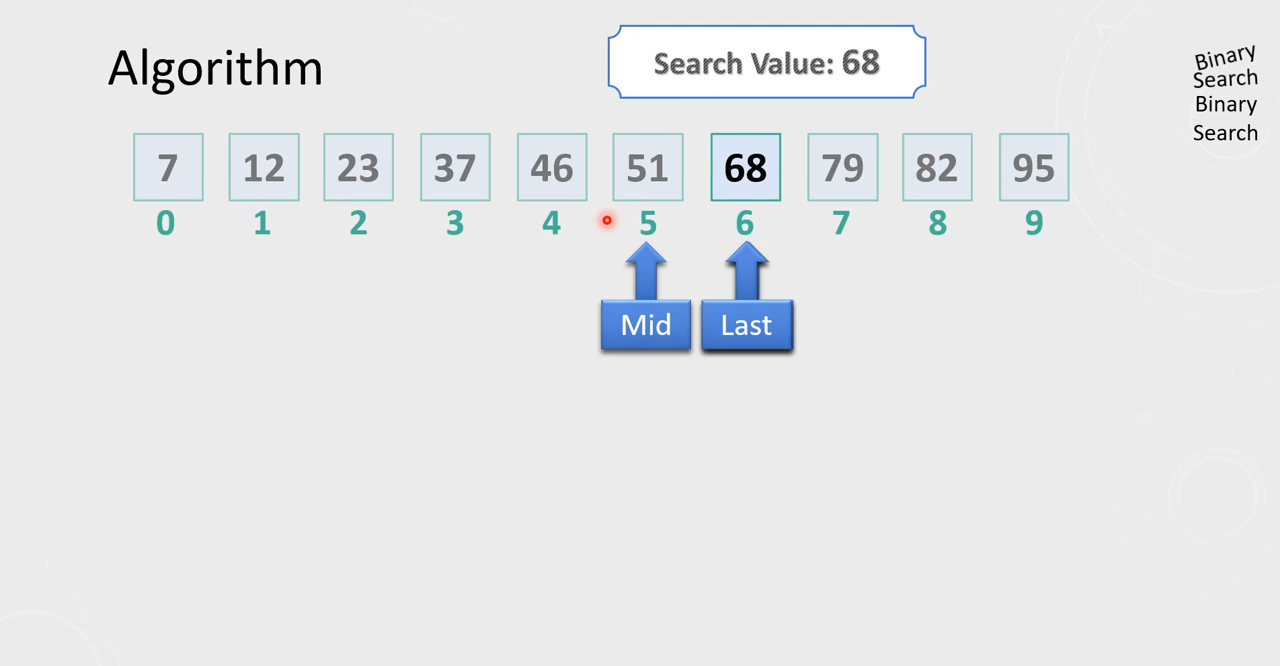 Algorithm
Search Value: 68
Binary
Search
Binary
Search
7 12 23 37 46 51 68 79 82 95
0 1 2 3 4 5 6 7 8 9
Mid Last